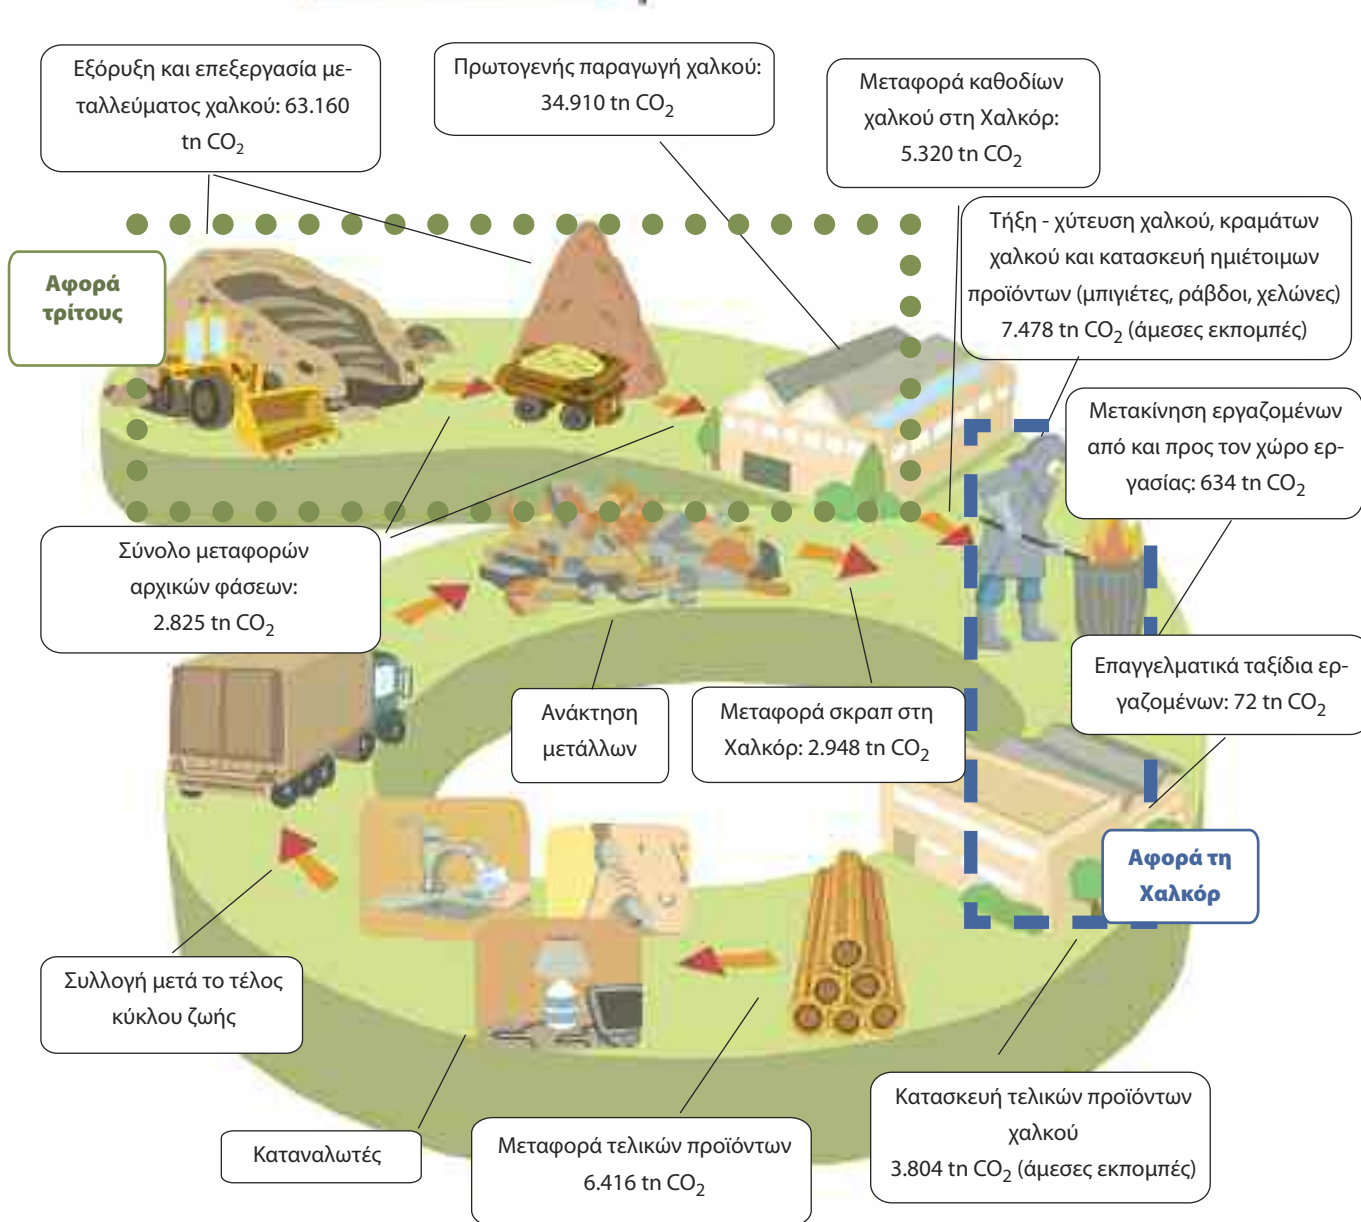 Εξόρυξη και επεξεργασία με-
ταλλεύματος χαλκού: 63.160
tn CO₂
Πρωτογενής παραγωγή χαλκού:
34.910 tn CO₂
Μεταφορά καθοδίων
χαλκού στη Χαλκόρ:
5.320 tn CO₂
Τήξη - χύτευση χαλκού, κραμάτων
χαλκού και κατασκευή ημιέτοιμων
προϊόντων (μπιγιέτες, ράβδοι, χελώνες)
7.478 tn CO₂ (άμεσες εκπομπές)
Αφορά
τρίτους
Μετακίνηση εργαζομένων
από και προς τον χώρο ερ-
γασίας: 634 tn CO₂
Σύνολο μεταφορών
αρχικών φάσεων:
2.825 tn CO₂
Επαγγελματικά ταξίδια ερ-
γαζομένων: 72 tn CO₂
Ανάκτηση
μετάλλων
Μεταφορά σκραπ στη
Χαλκόρ: 2.948 tn CO₂
Αφορά τη
Χαλκόρ
Συλλογή μετά το τέλος
κύκλου ζωής
Κατασκευή τελικών προϊόντων
χαλκού
3.804 tn CO₂ (άμεσες εκπομπές)
Καταναλωτές
Μεταφορά τελικών προϊόντων
6.416 tn CO₂